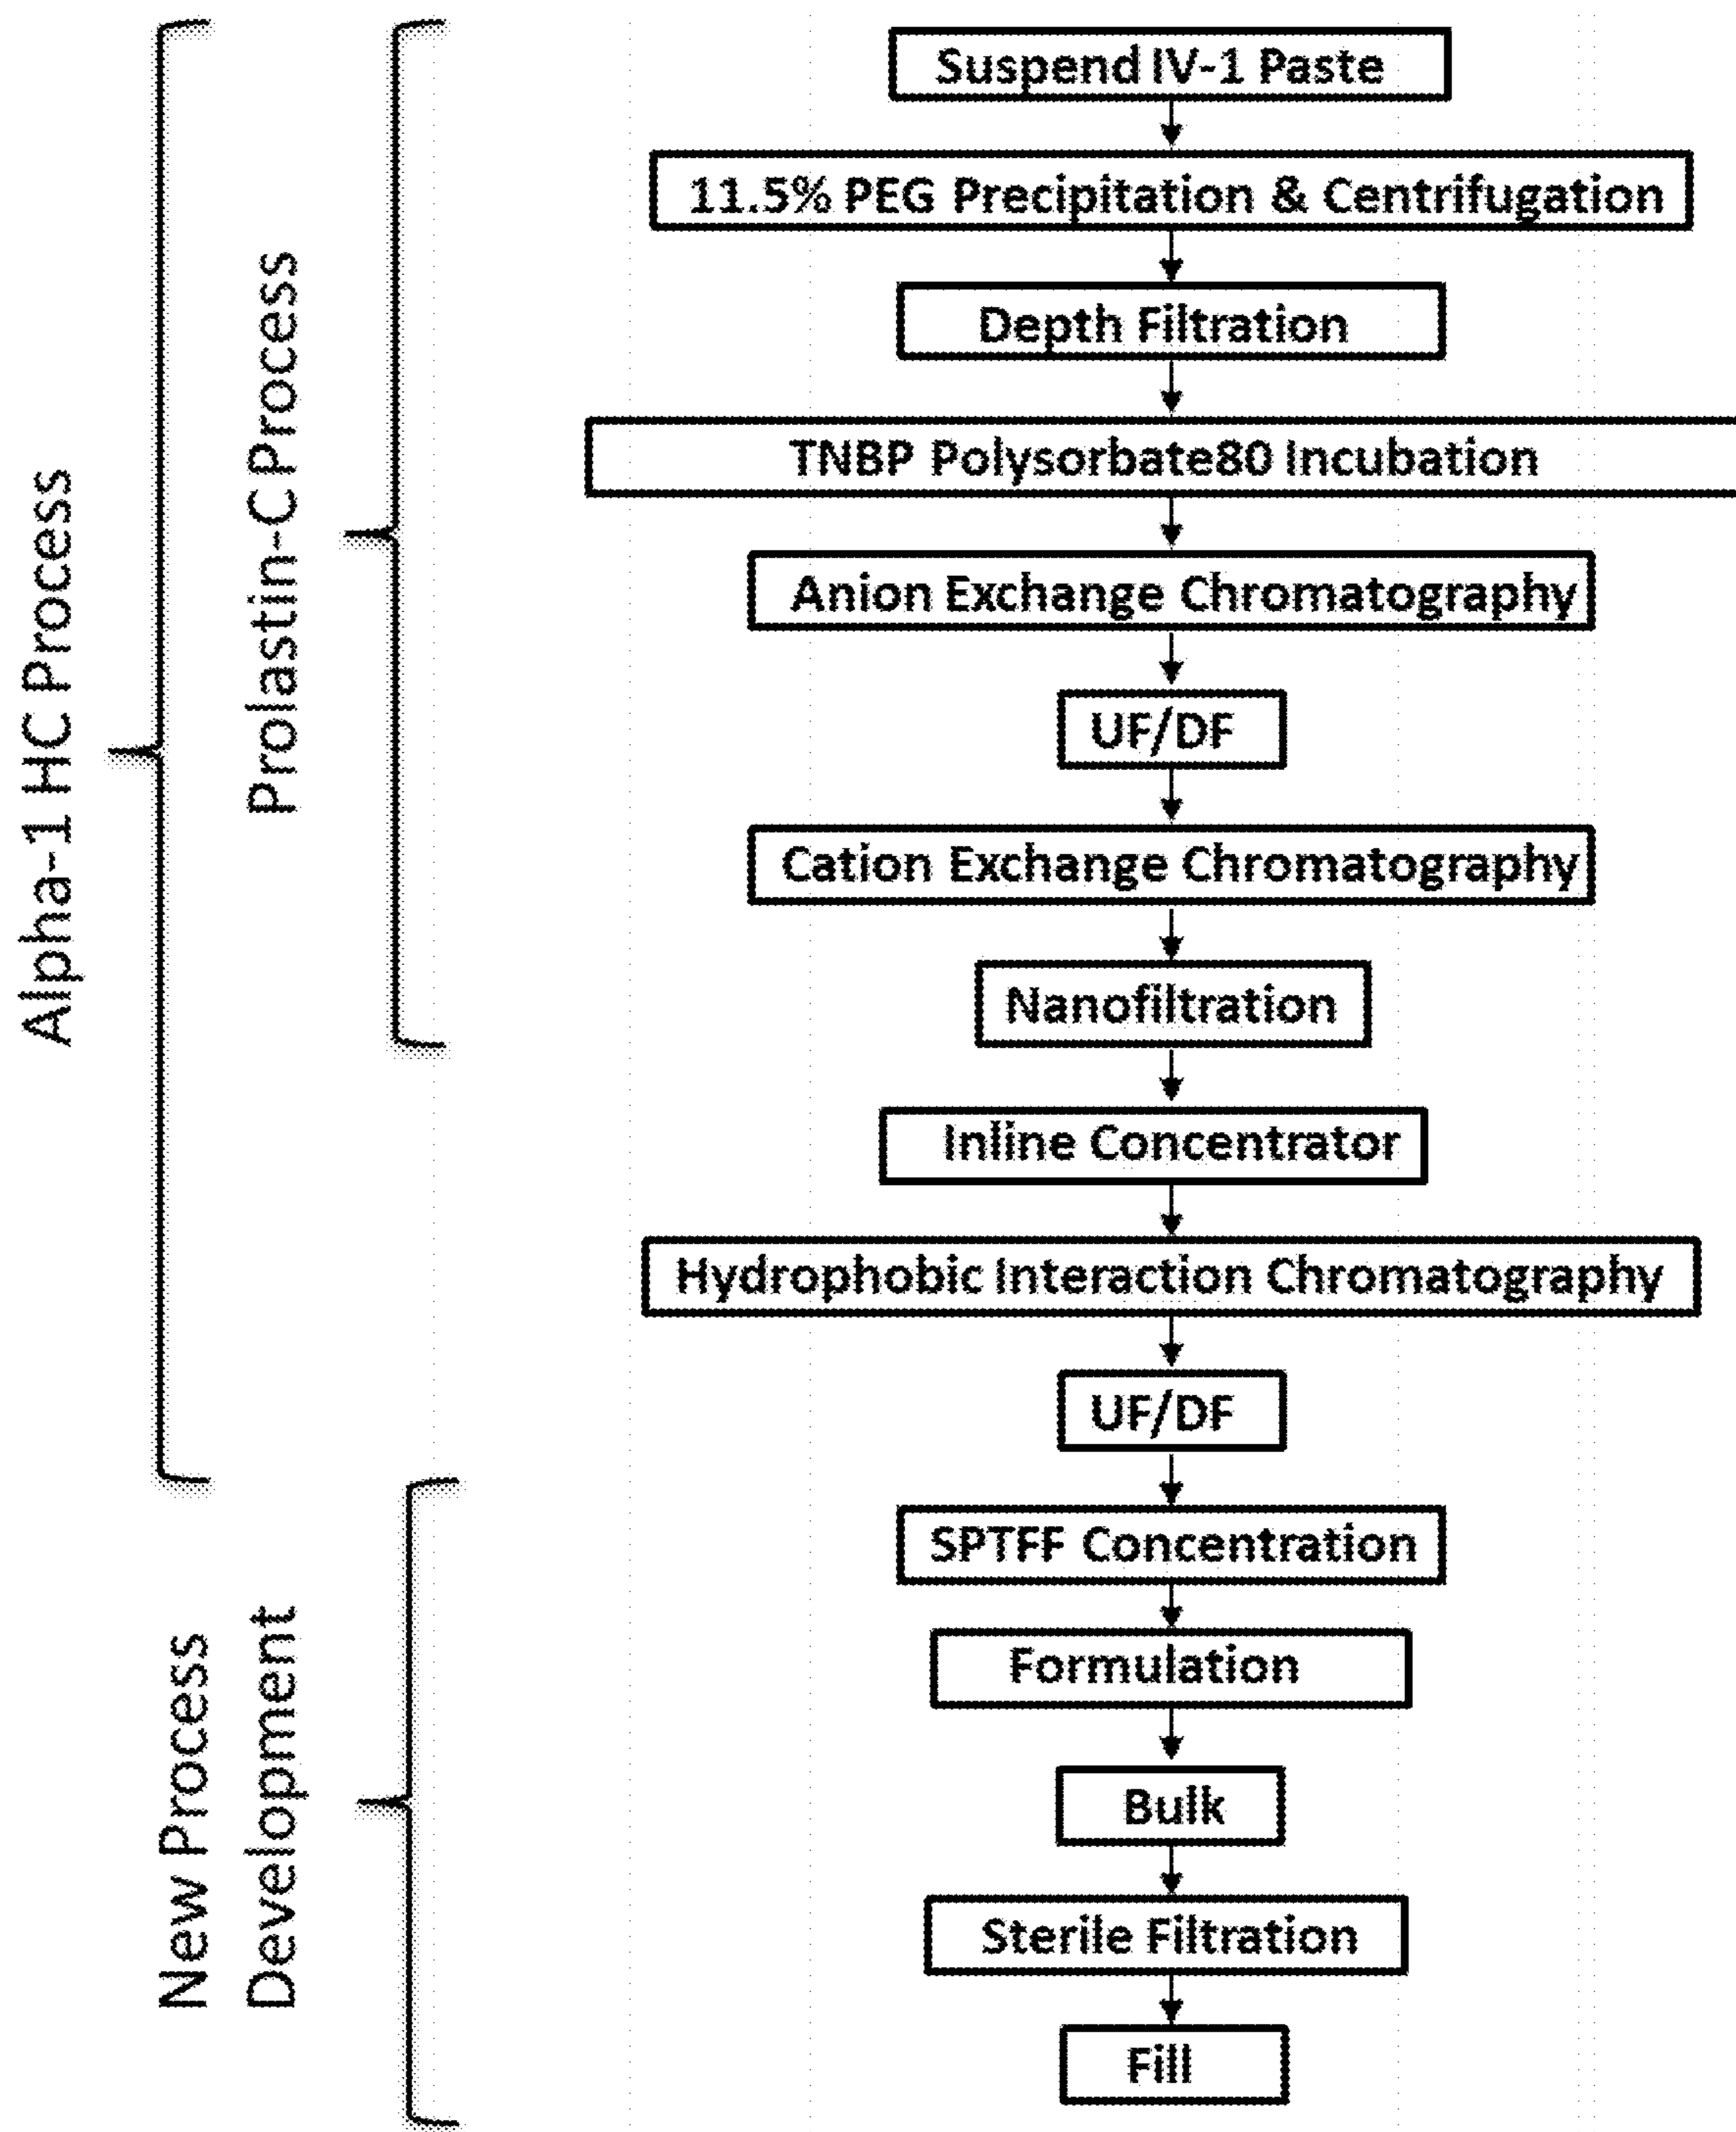 Alpha-1 HC Process
Prolastin-C Process
New Process
Development
Suspend IV-1 Paste
11.5% PEG Precipitation & Centrifugation
Depth Filtration
TNBP Polysorbate80 Incubation
Anion Exchange Chromatography
UF/DF
Cation Exchange Chromatography
Nanofiltration
Inline Concentrator
Hydrophobic Interaction Chromatography
UF/DF
SPTFF Concentration
Formulation
Bulk
Sterile Filtration
Fill